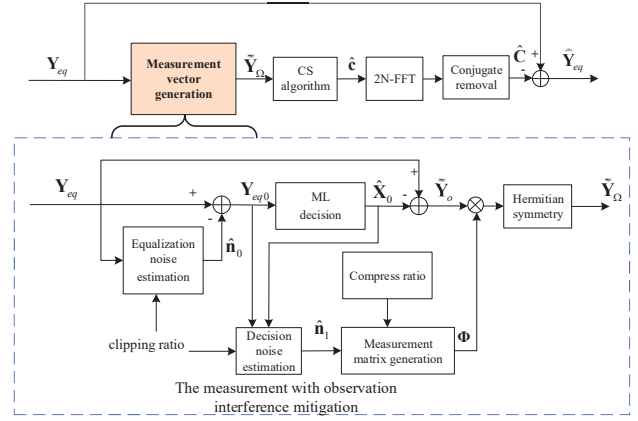 Y_eq
Measurement
vector
generation
Ỹ_Ω
CS
algorithm
ĉ
2N-FFT
Conjugate
removal
Ĉ
+
-
Ŷ_eq
Y_eq
+
-
Y_eq0
ML
decision
X̂_0
+
-
Ỹ_o
Hermitian
symmetry
Ỹ_Ω
Equalization
noise
estimation
n̂_0
Compress ratio
clipping ratio
Decision
noise
estimation
n̂_1
Measurement
matrix generation
Φ
The measurement with observation
interference mitigation